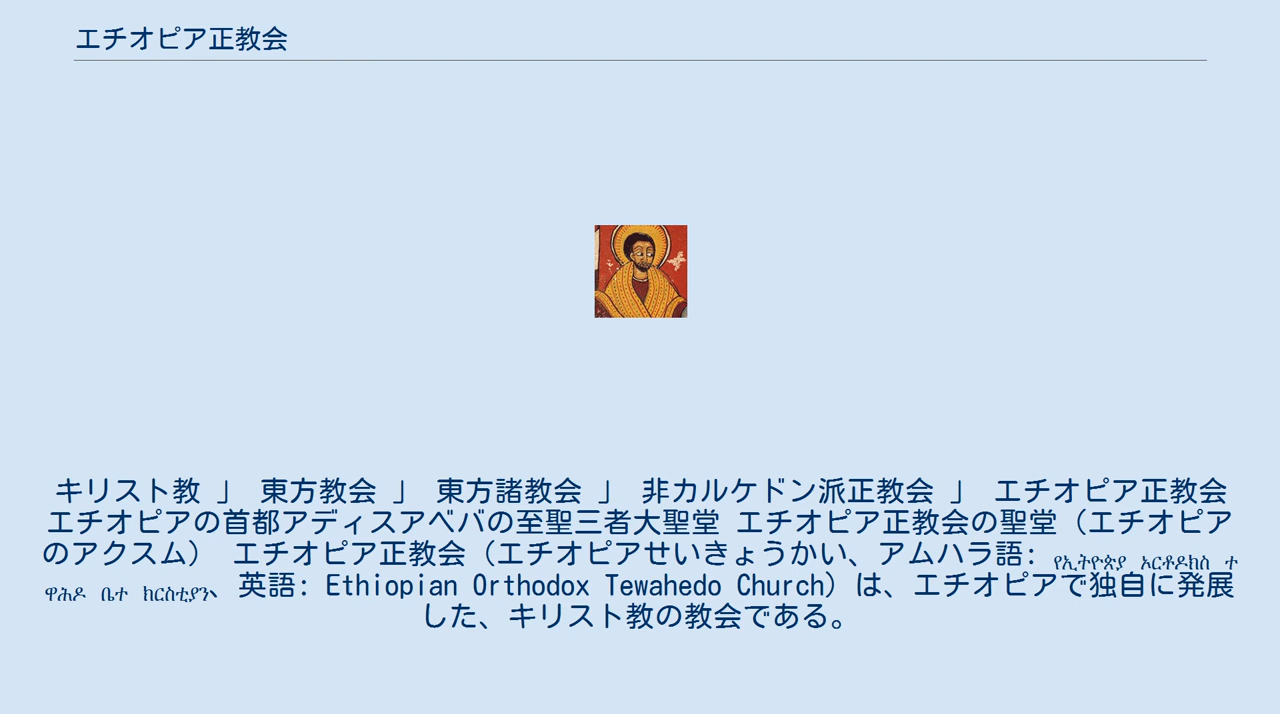 エチオピア正教会
キリスト教 」 東方教会 」 東方諸教会 」 非カルケドン派正教会 」 エチオピア正教会
エチオピアの首都アディスアベバの至聖三者大聖堂 エチオピア正教会の聖堂（エチオピア
のアクスム） エチオピア正教会（エチオピアせいきょうかい、アムハラ語: የኢትዮጵያ ኦርቶዶክስ ተ
ዋሕዶ ቤተ ክርስቲያን、英語: Ethiopian Orthodox Tewahedo Church）は、エチオピアで独自に発展
した、キリスト教の教会である。